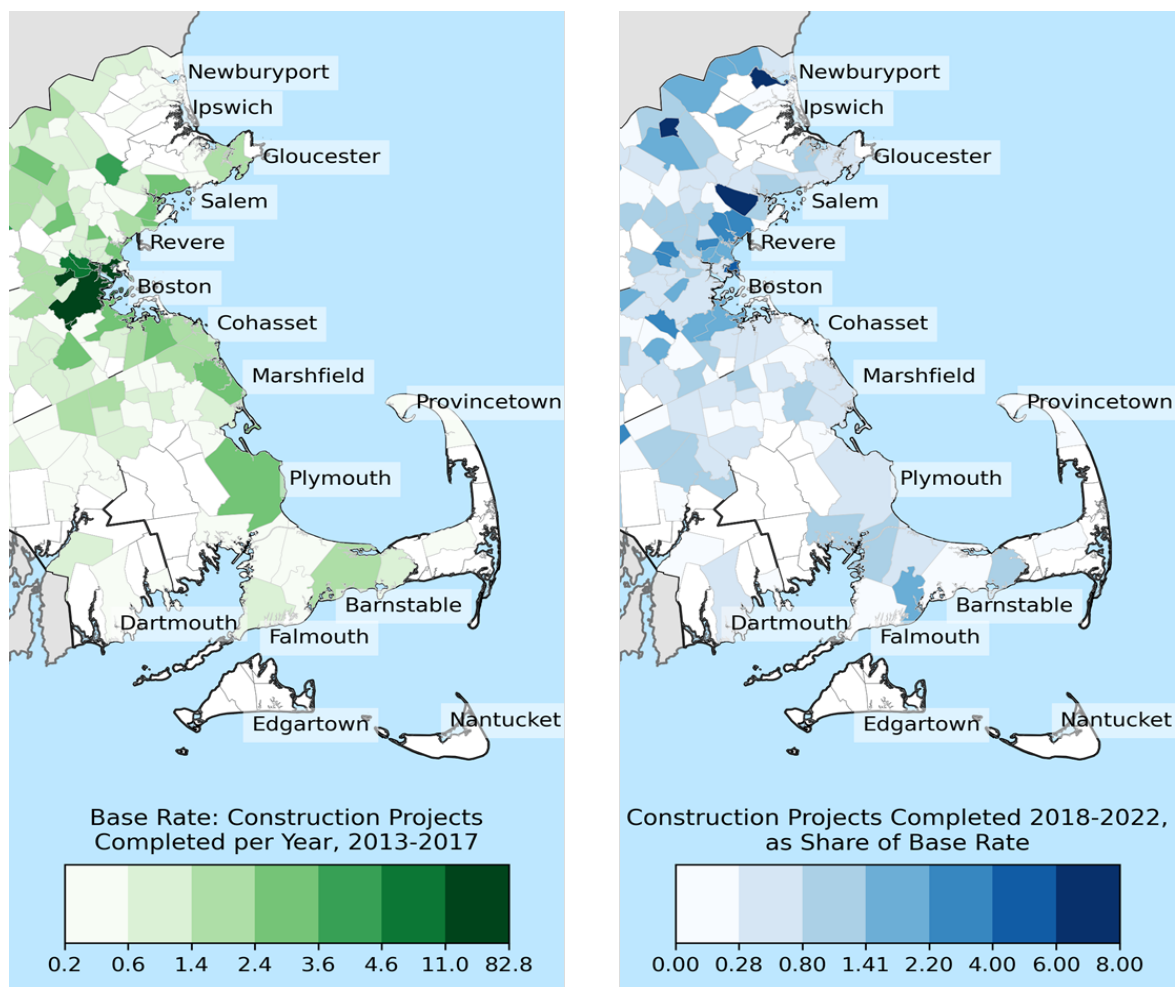 Newburyport
Ipswich
Gloucester
Salem
Revere
Boston
Cohasset
Marshfield
Provincetown
Plymouth
Barnstable
Dartmouth
Falmouth
Edgartown
Nantucket
Base Rate: Construction Projects
Completed per Year, 2013-2017
0.2 0.6 1.4 2.4 3.6 4.6 11.0 82.8
Newburyport
Ipswich
Gloucester
Salem
Revere
Boston
Cohasset
Marshfield
Provincetown
Plymouth
Barnstable
Dartmouth
Falmouth
Edgartown
Nantucket
Construction Projects Completed 2018-2022,
as Share of Base Rate
0.00 0.28 0.80 1.41 2.20 4.00 6.00 8.00